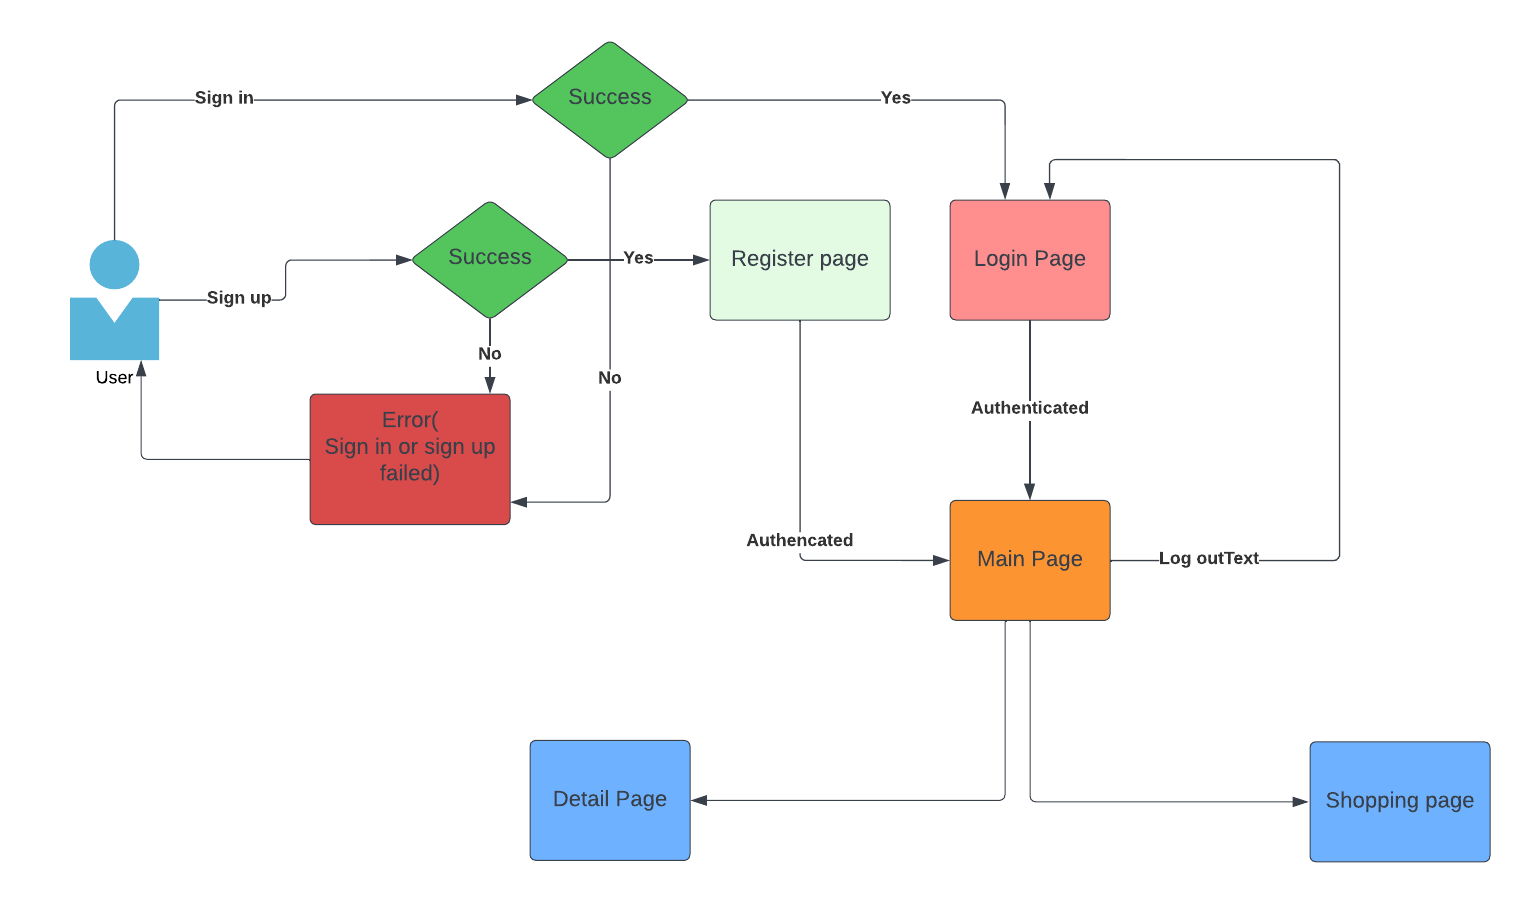 Sign in
Success
Yes
Sign up
Success
Yes
Register page
Login Page
No
User
No
Error(
Sign in or sign up
failed)
Authenticated
Authencated
Main Page
Log outText
Detail Page
Shopping page